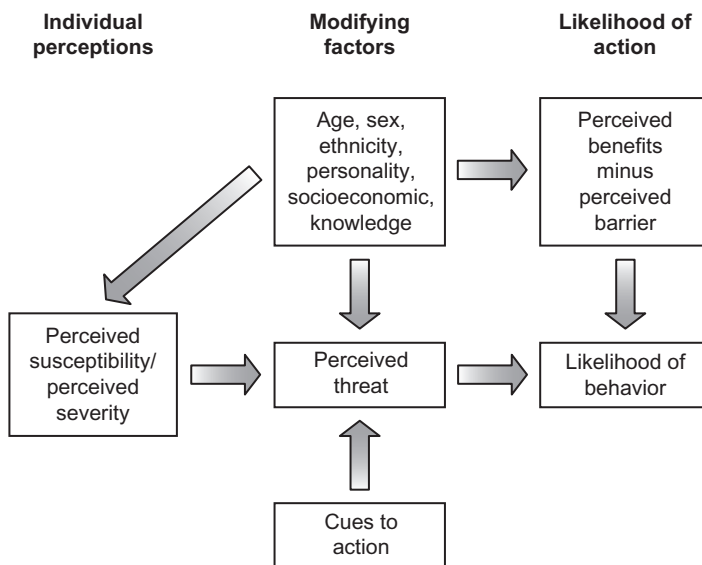 Individual
perceptions
Modifying
factors
Likelihood of
action
Age, sex,
ethnicity,
personality,
socioeconomic,
knowledge
Perceived
benefits
minus
perceived
barrier
Perceived
susceptibility/
perceived
severity
Perceived
threat
Likelihood of
behavior
Cues to
action